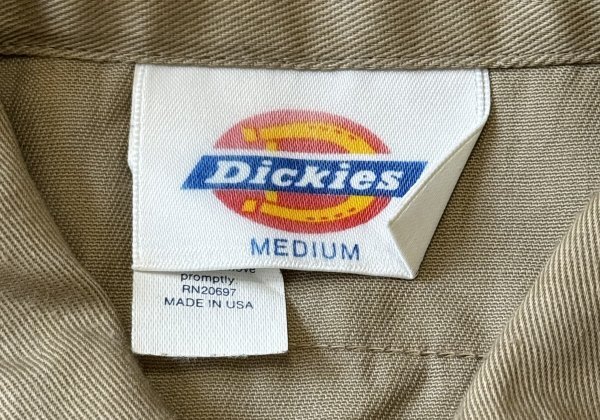 Dickies
MEDIUM
promptly.
RN20697
MADE IN USA